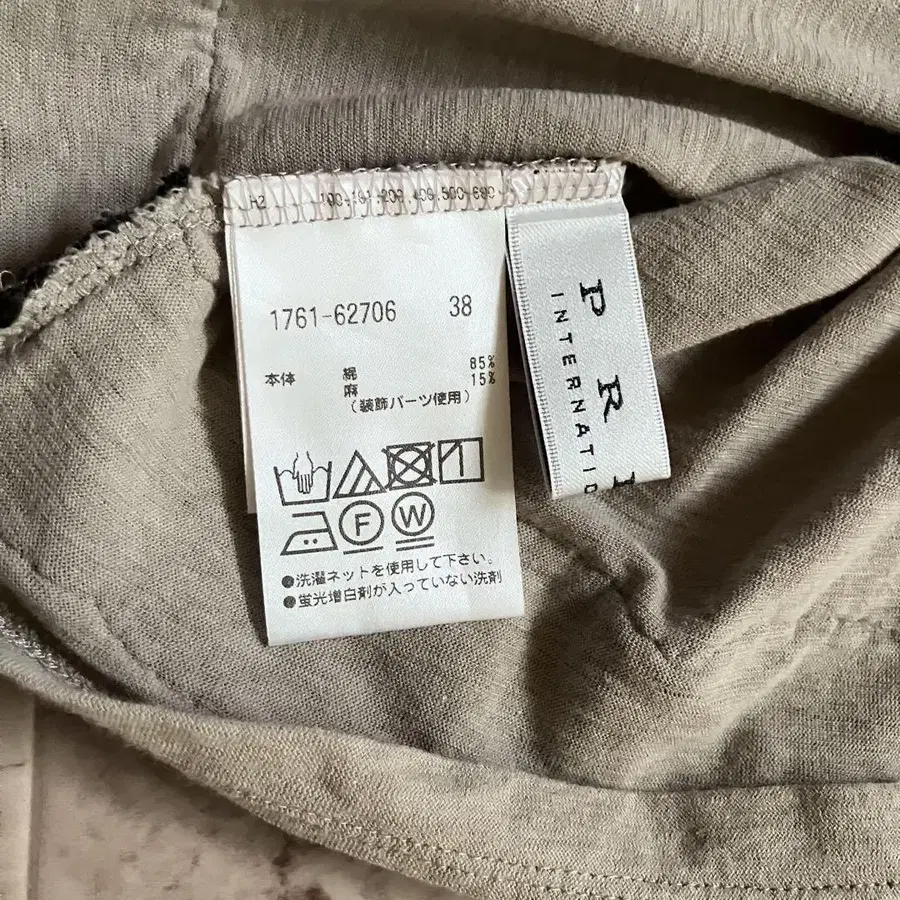 H2
1761-62706 38
本体 綿 85%
麻 15%
(装飾パーツ使用)
F W
●洗濯ネットを使用して下さい。
●蛍光増白剤が入っていない洗剤
P R
INTERNATIO